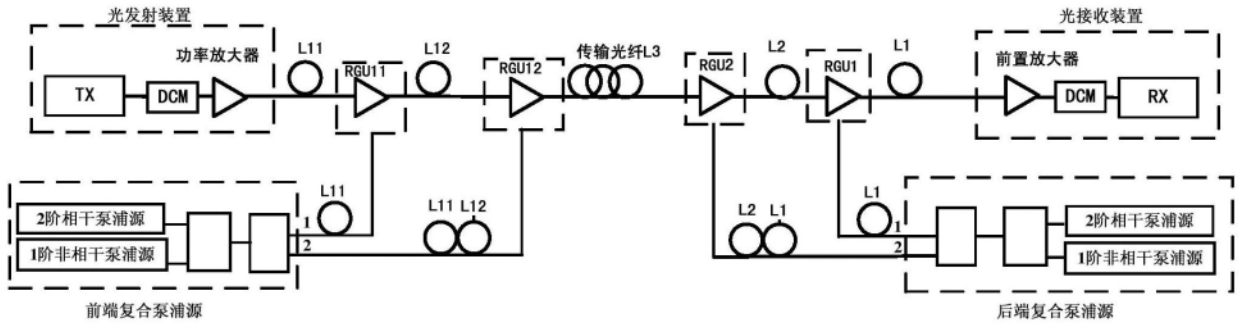 光发射装置
光接收装置
功率放大器
L11
L12
传输光纤L3
L2
L1
前置放大器
RGU11
RGU12
RGU2
RGU1
TX
DCM
DCM
RX
L11
L11
L12
L2
L1
L1
2阶相干泵浦源
1阶非相干泵浦源
1
2
1
2
2阶相干泵浦源
1阶非相干泵浦源
前端复合泵浦源
后端复合泵浦源